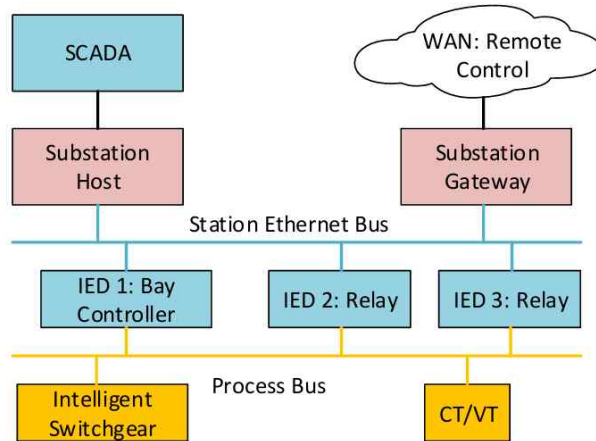 SCADA
WAN: Remote
Control
Substation
Host
Substation
Gateway
Station Ethernet Bus
IED 1: Bay
Controller
IED 2: Relay
IED 3: Relay
Process Bus
Intelligent
Switchgear
CT/VT